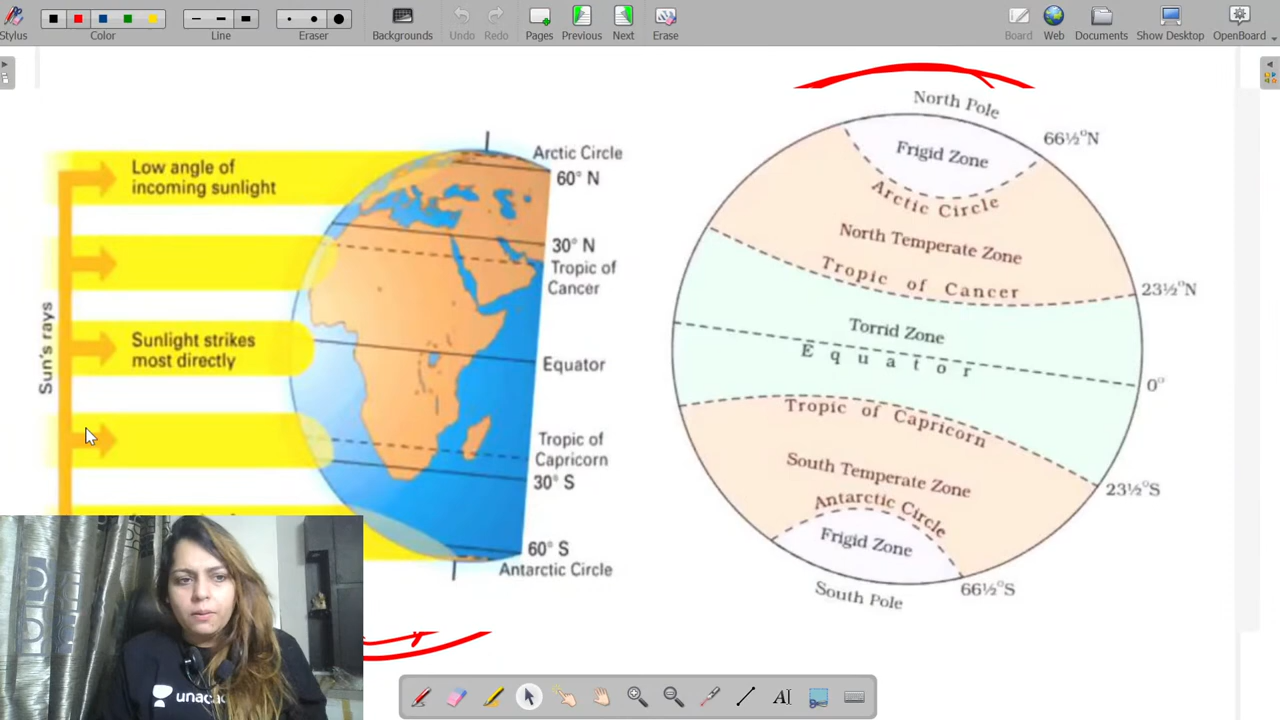 Stylus
Color
Line
Eraser
Backgrounds
Undo
Redo
Pages
Previous
Next
Erase
Board
Web
Documents
Show Desktop
OpenBoard
Sun's rays
Low angle of
incoming sunlight
Sunlight strikes
most directly
Arctic Circle
60° N
30° N
Tropic of
Cancer
Equator
Tropic of
Capricorn
30° S
60° S
Antarctic Circle
North Pole
66½°N
Frigid Zone
Arctic Circle
North Temperate Zone
Tropic of Cancer
23½°N
Torrid Zone
Equator
0°
Tropic of Capricorn
South Temperate Zone
23½°S
Antarctic Circle
Frigid Zone
66½°S
South Pole
AI